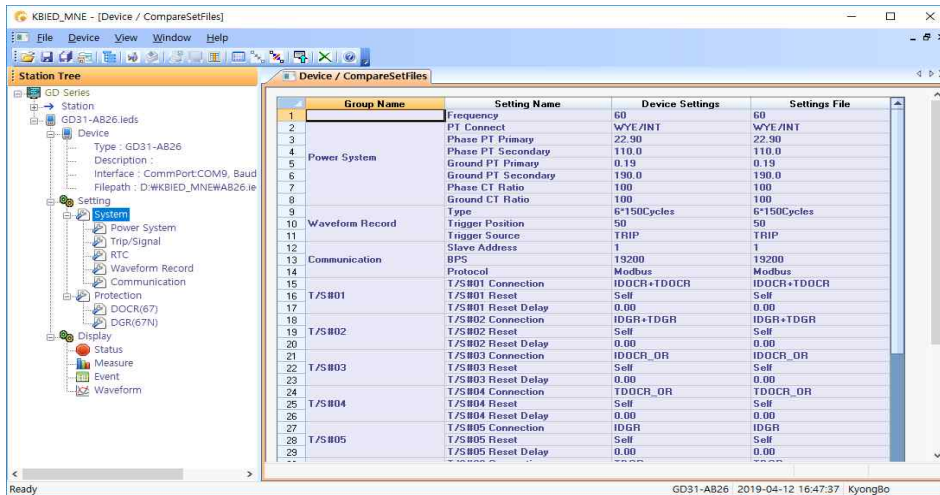 KBIED_MNE - [Device / CompareSetFiles]
File Device View Window Help
Station Tree
GD Series
Station
GD31-AB26.ieds
Device
Type : GD31-AB26
Description :
Interface : CommPort:COM9, Baud
Filepath : D:₩KBIED_MNE₩AB26.ie
Setting
System
Power System
Trip/Signal
RTC
Waveform Record
Communication
Protection
DOCR(67)
DGR(67N)
Display
Status
Measure
Event
Waveform
Device / CompareSetFiles
Group Name Setting Name Device Settings Settings File
1 Frequency 60 60
2 PT Connect WYE/INT WYE/INT
3 Phase PT Primary 22.90 22.90
4 Phase PT Secondary 110.0 110.0
Power System
5 Ground PT Primary 0.19 0.19
6 Ground PT Secondary 190.0 190.0
7 Phase CT Ratio 100 100
8 Ground CT Ratio 100 100
9 Type 6*150Cycles 6*150Cycles
10 Waveform Record Trigger Position 50 50
11 Trigger Source TRIP TRIP
12 Slave Address 1 1
13 Communication BPS 19200 19200
14 Protocol Modbus Modbus
15 T/S#01 Connection IDOCR+TDOCR IDOCR+TDOCR
16 T/S#01 T/S#01 Reset Self Self
17 T/S#01 Reset Delay 0.00 0.00
18 T/S#02 Connection IDGR+TDGR IDGR+TDGR
19 T/S#02 T/S#02 Reset Self Self
20 T/S#02 Reset Delay 0.00 0.00
21 T/S#03 Connection IDOCR_OR IDOCR_OR
22 T/S#03 T/S#03 Reset Self Self
23 T/S#03 Reset Delay 0.00 0.00
24 T/S#04 Connection TDOCR_OR TDOCR_OR
25 T/S#04 T/S#04 Reset Self Self
26 T/S#04 Reset Delay 0.00 0.00
27 T/S#05 Connection IDGR IDGR
28 T/S#05 T/S#05 Reset Self Self
29 T/S#05 Reset Delay 0.00 0.00
Ready GD31-AB26 2019-04-12 16:47:37 KyongBo